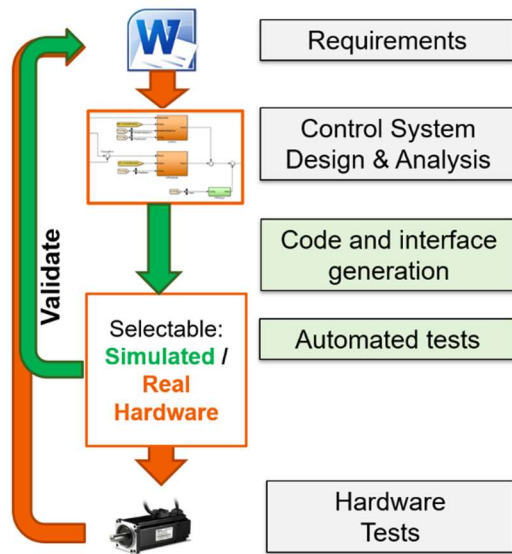 W
Requirements
Control System
Design & Analysis
Code and interface
generation
Validate
Selectable:
Simulated /
Real
Hardware
Automated tests
Hardware
Tests